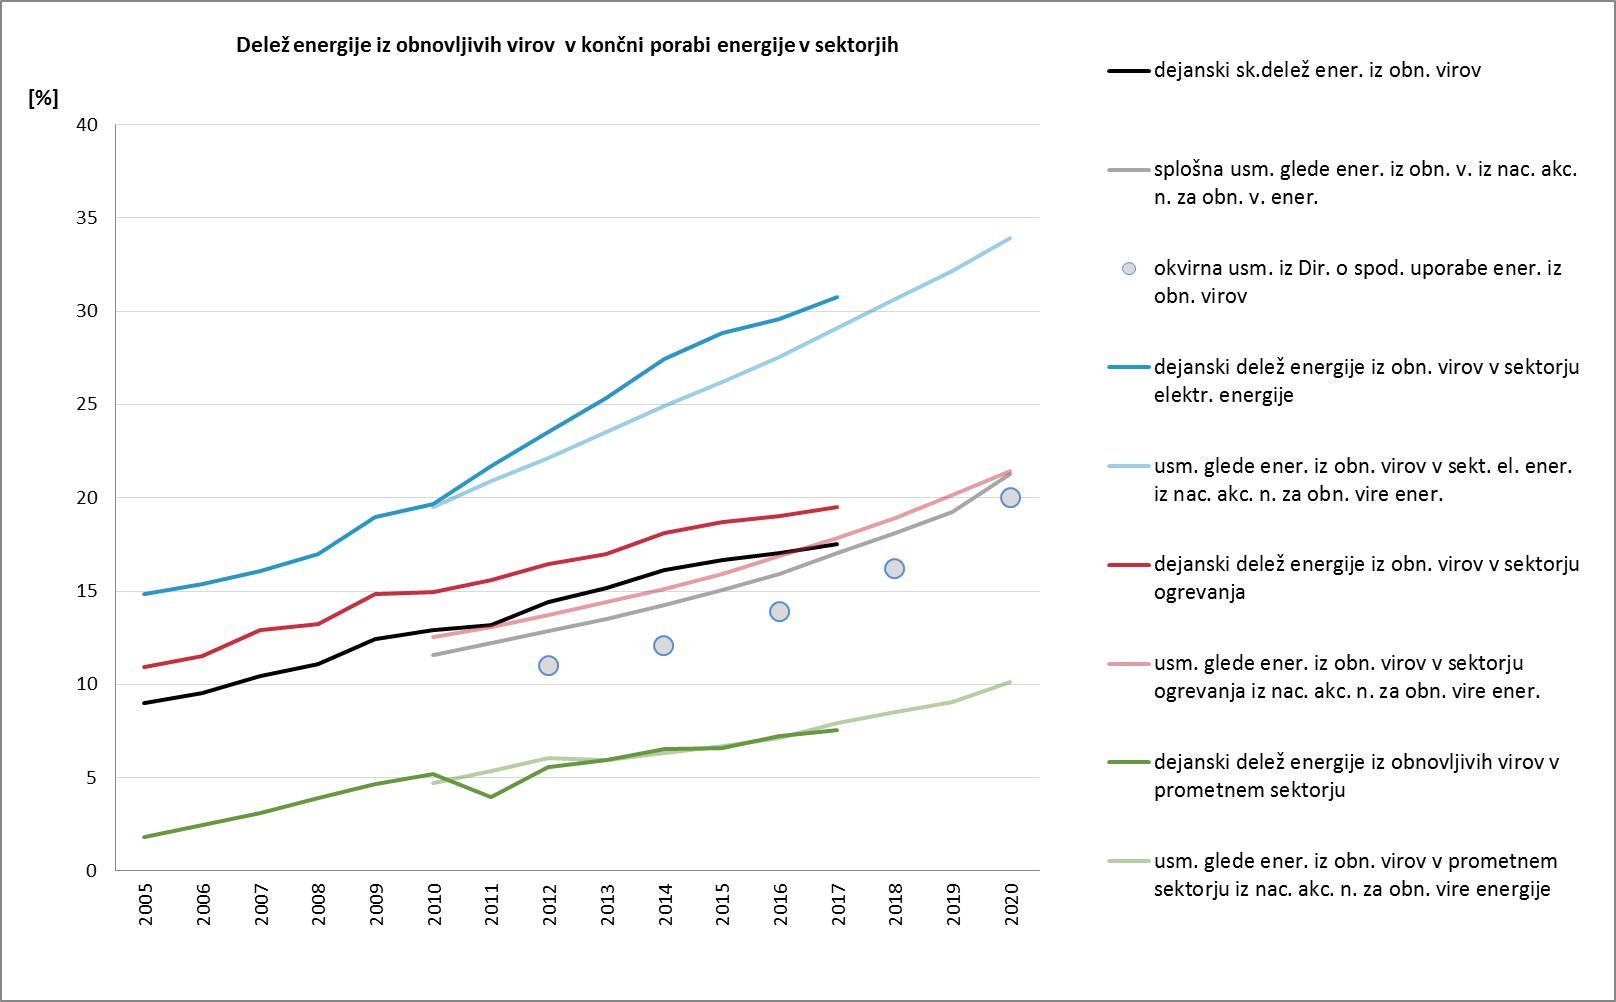 Delež energije iz obnovljivih virov  v končni porabi energije v sektorjih
[%]
40
35
30
25
20
15
10
5
0
2005
2006
2007
2008
2009
2010
2011
2012
2013
2014
2015
2016
2017
2018
2019
2020
dejanski sk.delež ener. iz obn. virov
splošna usm. glede ener. iz obn. v. iz nac. akc.
n. za obn. v. ener.
okvirna usm. iz Dir. o spod. uporabe ener. iz
obn. virov
dejanski delež energije iz obn. virov v sektorju
elektr. energije
usm. glede ener. iz obn. virov v sekt. el. ener.
iz nac. akc. n. za obn. vire ener.
dejanski delež energije iz obn. virov v sektorju
ogrevanja
usm. glede ener. iz obn. virov v sektorju
ogrevanja iz nac. akc. n. za obn. vire ener.
dejanski delež energije iz obnovljivih virov v
prometnem sektorju
usm. glede ener. iz obn. virov v prometnem
sektorju iz nac. akc. n. za obn. vire energije